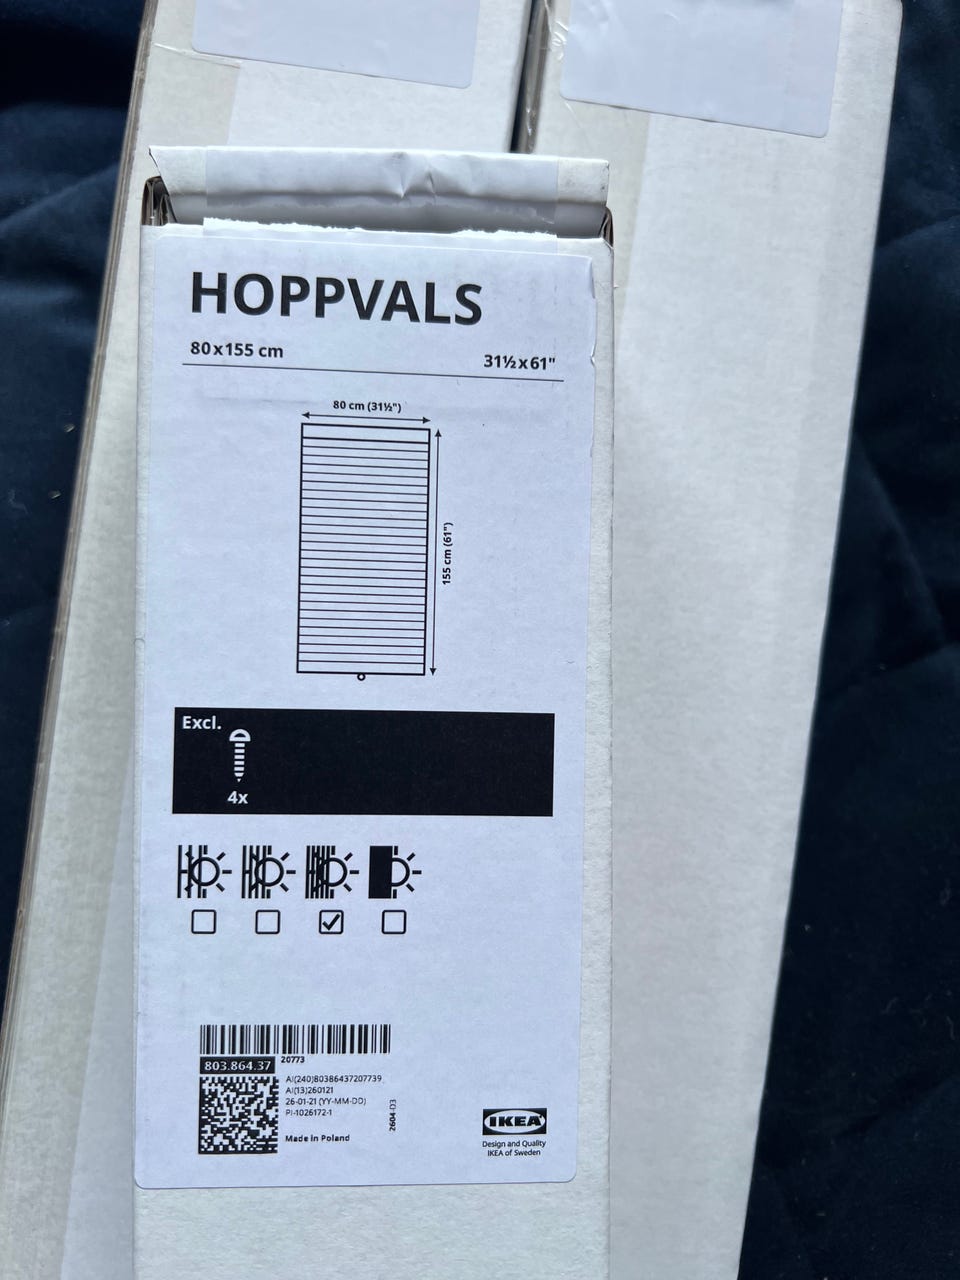 HOPPVALS
80x155 cm 31½x61"
80 cm (31½")
155 cm (61")
Excl.
4x
803.864.37
20773
AI(240)80386437207739
AI(13)260121
26-01-21 (YY-MM-DD)
PI-1026172-1
2604-D3
Made in Poland
IKEA
Design and Quality
IKEA of Sweden